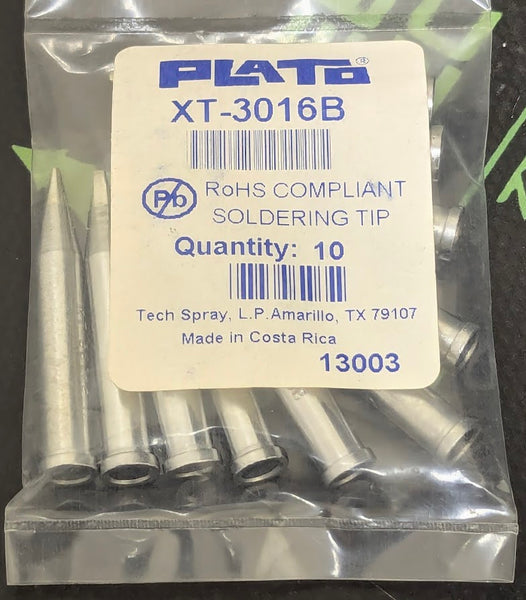 PLATO®
XT-3016B
Pb
RoHS COMPLIANT
SOLDERING TIP
Quantity: 10
Tech Spray, L.P. Amarillo, TX 79107
Made in Costa Rica
13003